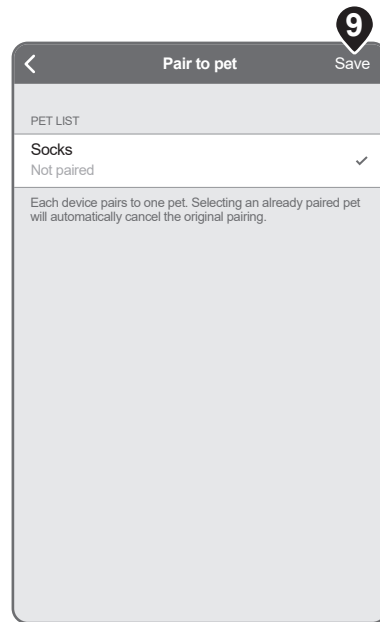 9
Pair to pet
Save
PET LIST
Socks
Not paired
Each device pairs to one pet. Selecting an already paired pet
will automatically cancel the original pairing.